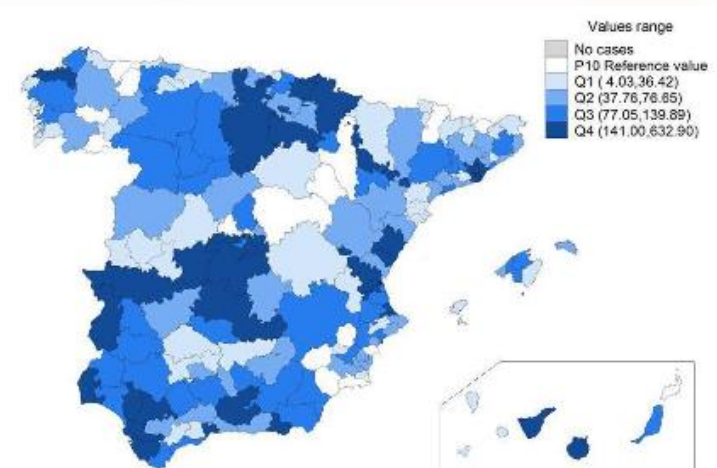 Values range
No cases
P10 Reference value
Q1 ( 4.03,36.42)
Q2 (37.76,76.65)
Q3 (77.05,139.89)
Q4 (141.00,632.90)